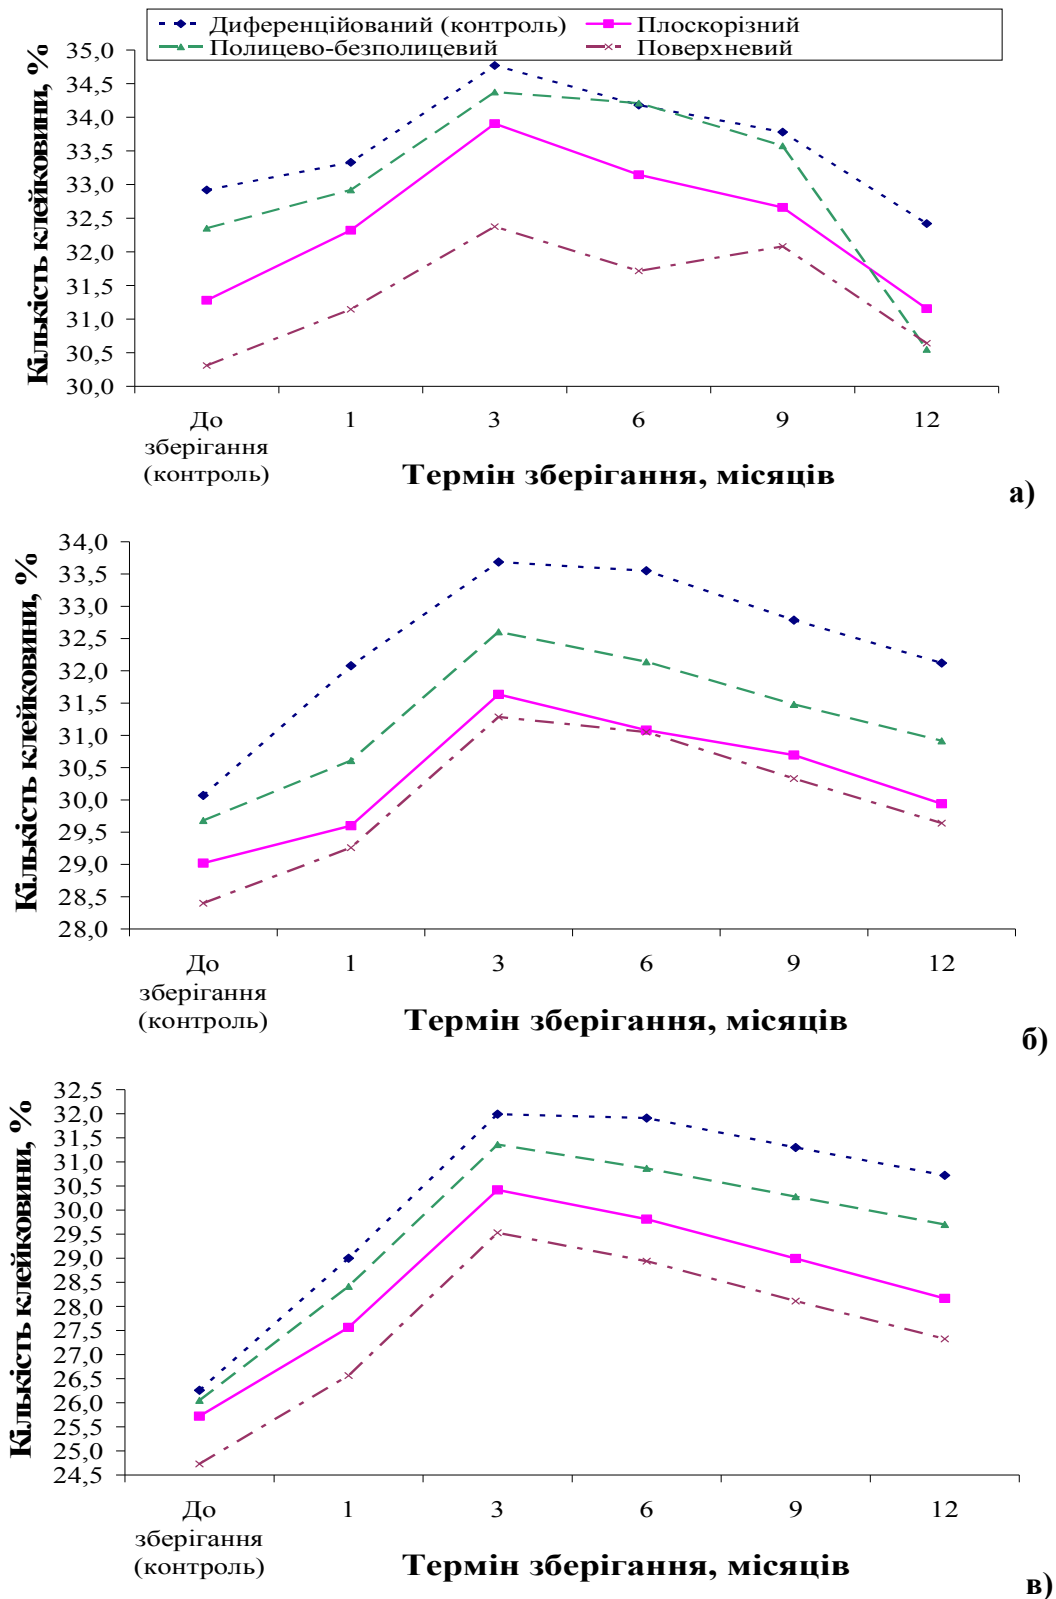 Диференційований (контроль) Плоскорізний
Полицево-безполицевий Поверхневий
Кількість клейковини, %
35,0
34,5
34,0
33,5
33,0
32,5
32,0
31,5
31,0
30,5
30,0
До 1 3 6 9 12
зберігання
(контроль)
Термін зберігання, місяців
а)
Кількість клейковини, %
34,0
33,5
33,0
32,5
32,0
31,5
31,0
30,5
30,0
29,5
29,0
28,5
28,0
До 1 3 6 9 12
зберігання
(контроль)
Термін зберігання, місяців
б)
Кількість клейковини, %
32,5
32,0
31,5
31,0
30,5
30,0
29,5
29,0
28,5
28,0
27,5
27,0
26,5
26,0
25,5
25,0
24,5
До 1 3 6 9 12
зберігання
(контроль)
Термін зберігання, місяців
в)